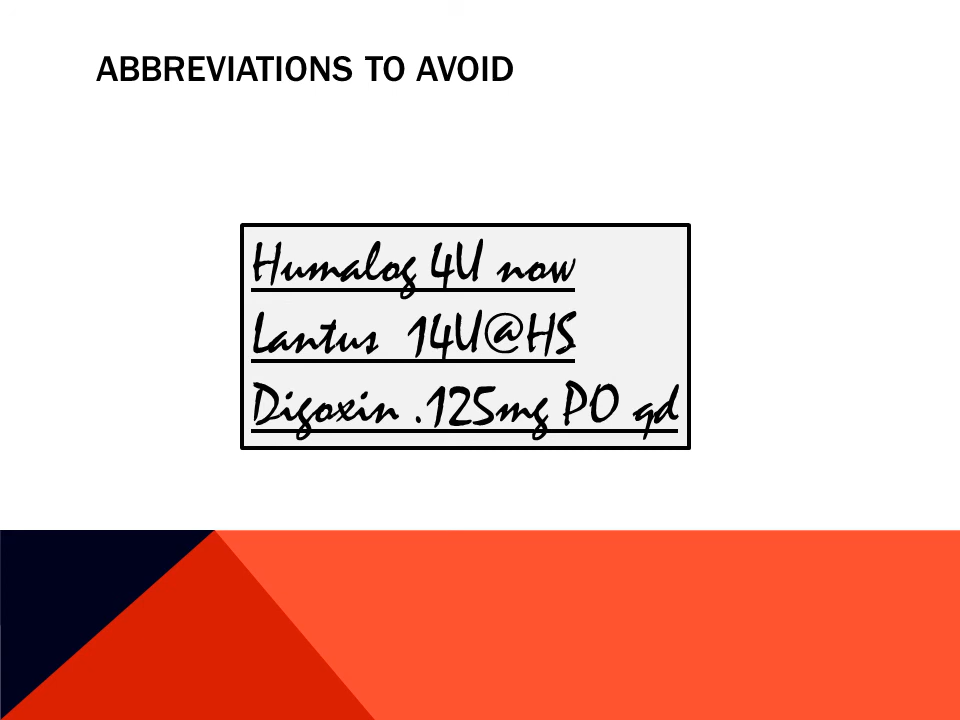 ABBREVIATIONS TO AVOID
Humalog 4U now
Lantus 14U@HS
Digoxin .125mg PO qd